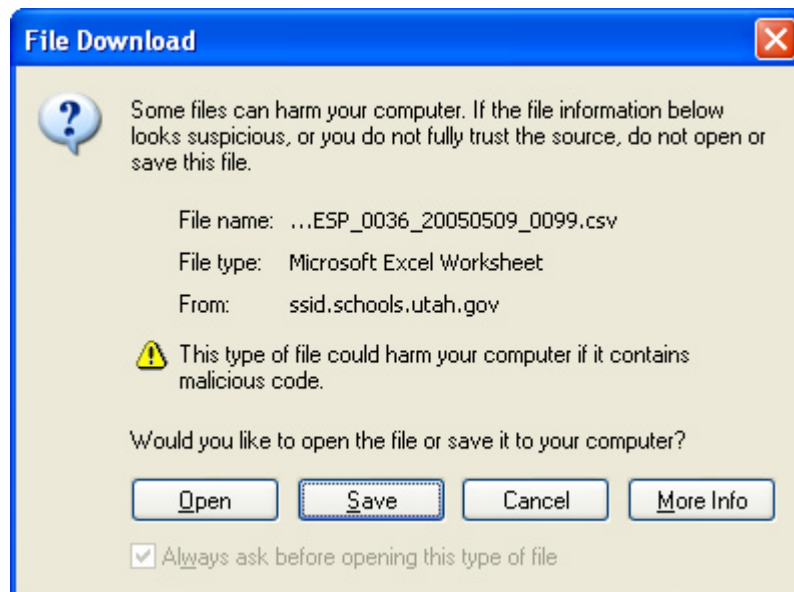 File Download
Some files can harm your computer. If the file information below
looks suspicious, or you do not fully trust the source, do not open or
save this file.
File name: ...ESP_0036_20050509_0099.csv
File type: Microsoft Excel Worksheet
From: ssid.schools.utah.gov
This type of file could harm your computer if it contains
malicious code.
Would you like to open the file or save it to your computer?
Open Save Cancel More Info
Always ask before opening this type of file